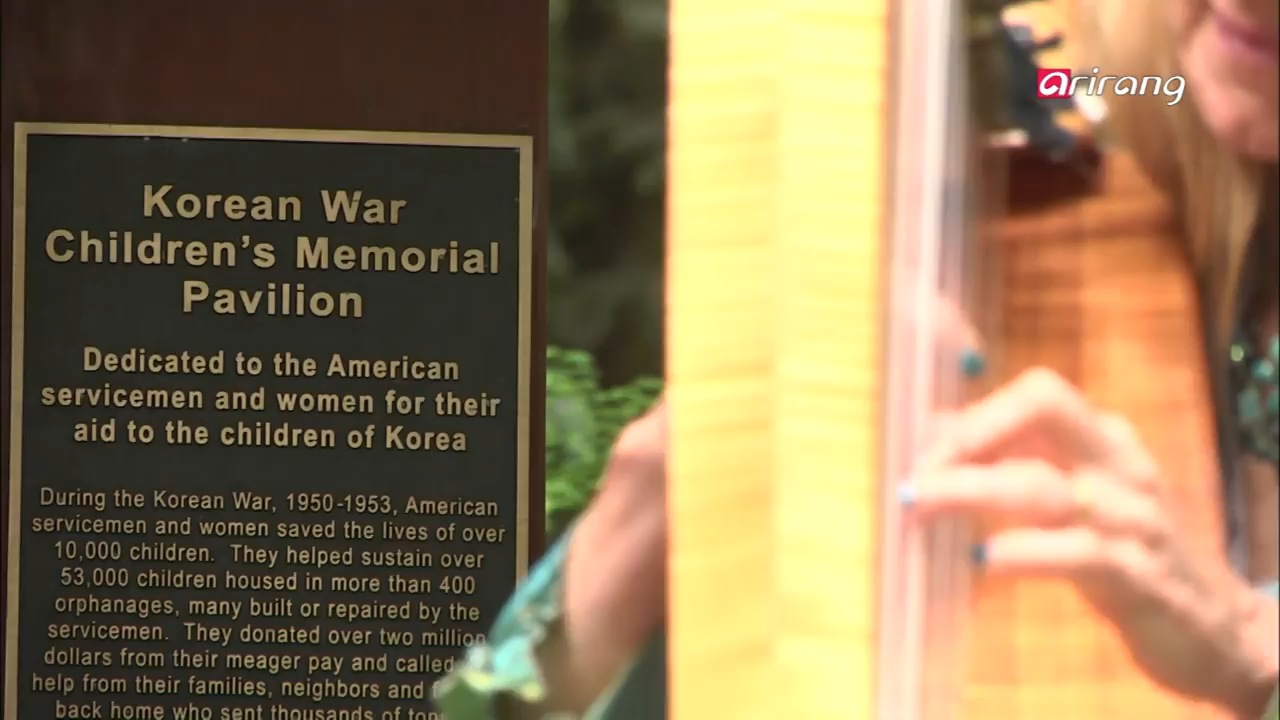 arirang
Korean War
Children's Memorial
Pavilion
Dedicated to the American
servicemen and women for their
aid to the children of Korea
During the Korean War, 1950-1953, American
servicemen and women saved the lives of over
10,000 children. They helped sustain over
53,000 children housed in more than 400
orphanages, many built or repaired by the
servicemen. They donated over two million
dollars from their meager pay and called
help from their families, neighbors and
back home who sent thousands of